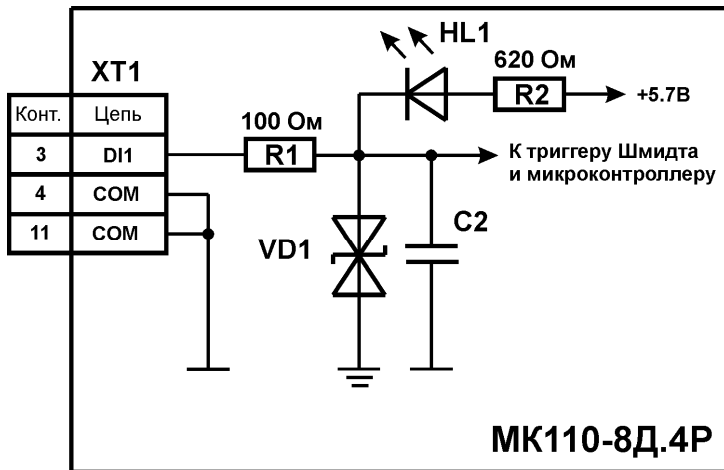 HL1
XT1
620 Ом
R2
+5.7В
Конт. Цепь
100 Ом
3 DI1
R1
К триггеру Шмидта
и микроконтроллеру
4 COM
11 COM
VD1
C2
МК110-8Д.4Р